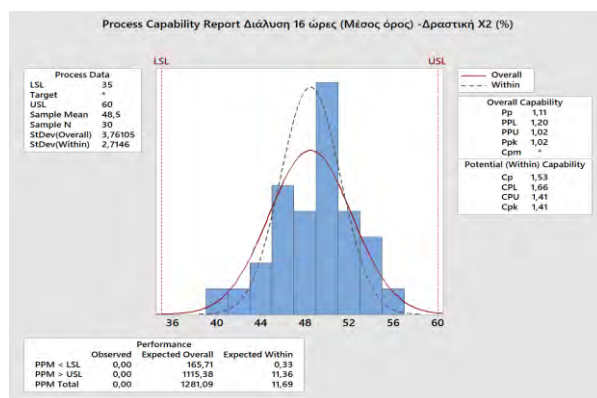 Process Capability Report Διάλυση 16 ώρες (Μέσος όρος) -Δραστική X2 (%)
LSL
USL
Process Data
LSL 35
Target *
USL 60
Sample Mean 48,5
Sample N 30
StDev(Overall) 3,76105
StDev(Within) 2,7146
Overall
Within
Overall Capability
Pp 1,11
PPL 1,20
PPU 1,02
Ppk 1,02
Cpm *
Potential (Within) Capability
Cp 1,53
CPL 1,66
CPU 1,41
Cpk 1,41
36 40 44 48 52 56 60
Performance
Observed Expected Overall Expected Within
PPM < LSL 0,00 165,71 0,33
PPM > USL 0,00 1115,38 11,36
PPM Total 0,00 1281,09 11,69